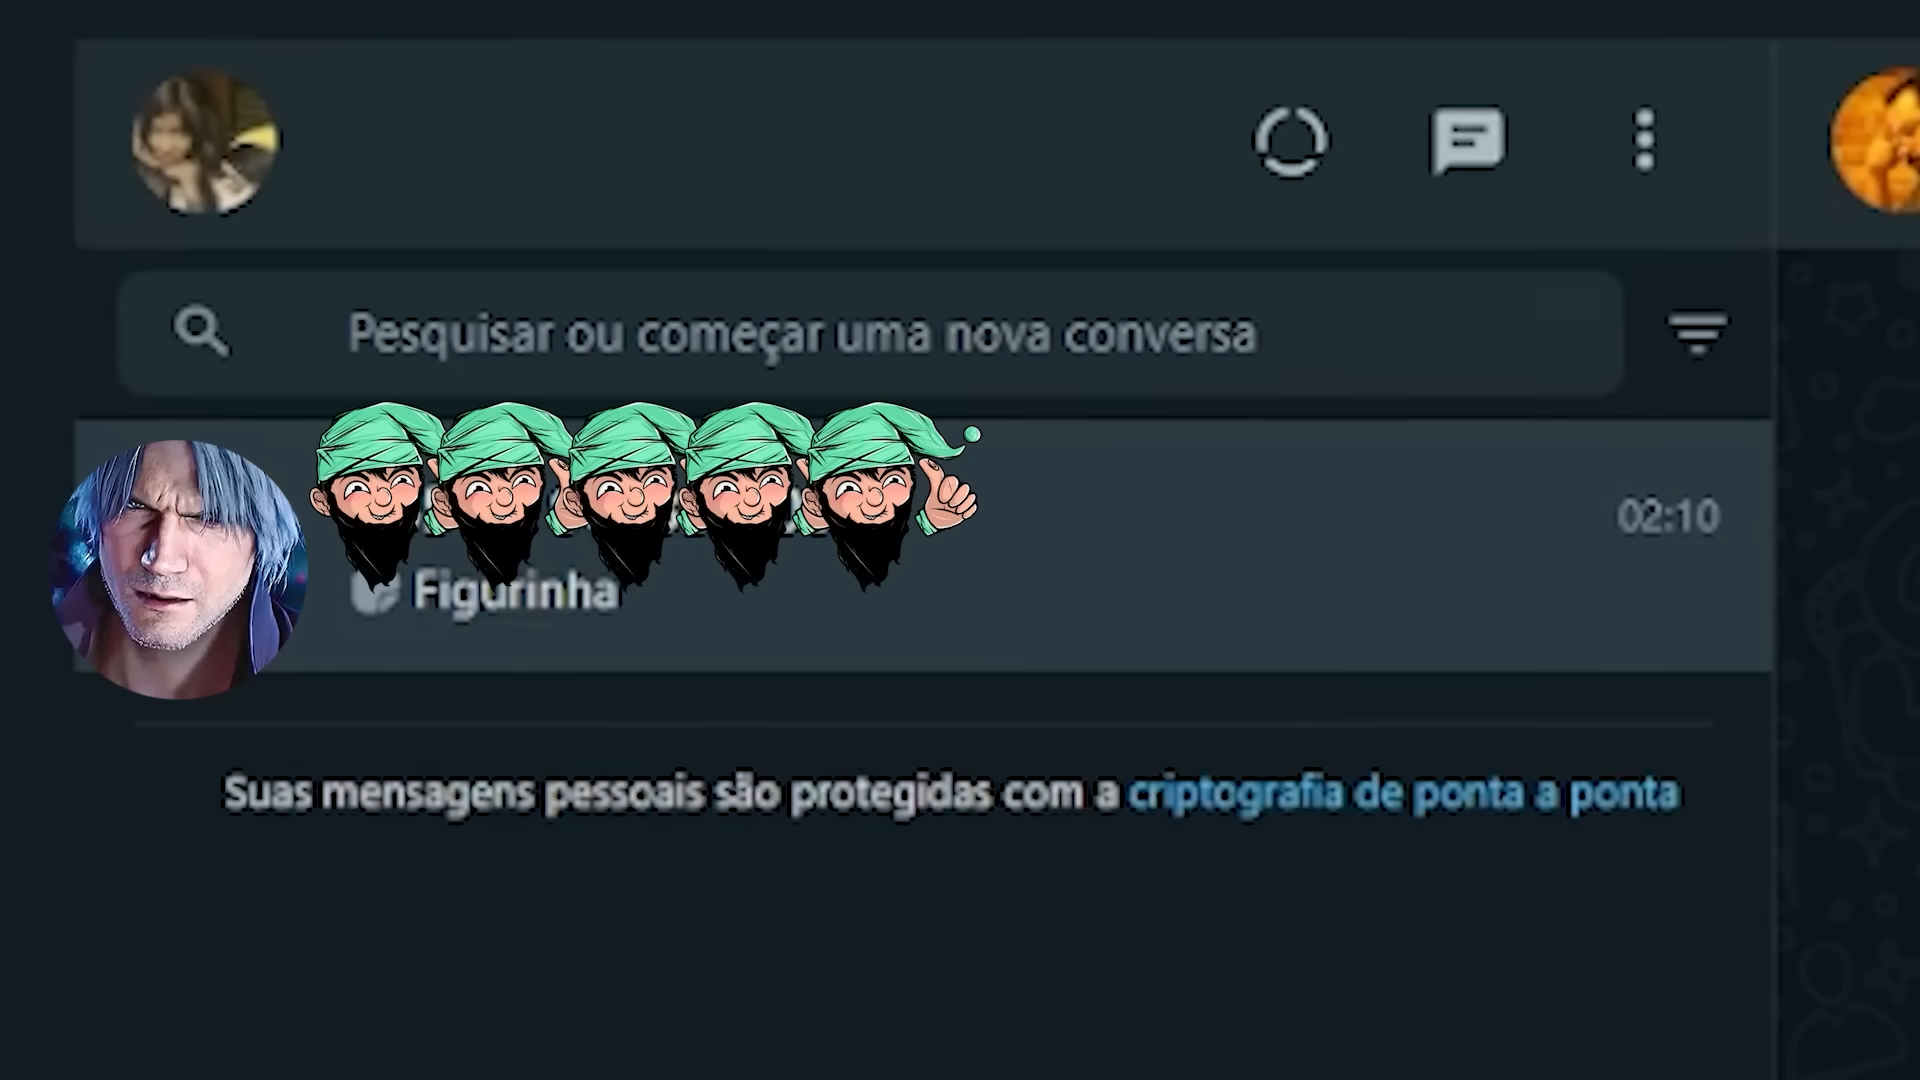 Pesquisar ou começar uma nova conversa
02:10
Figurinha
Suas mensagens pessoais são protegidas com a criptografia de ponta a ponta